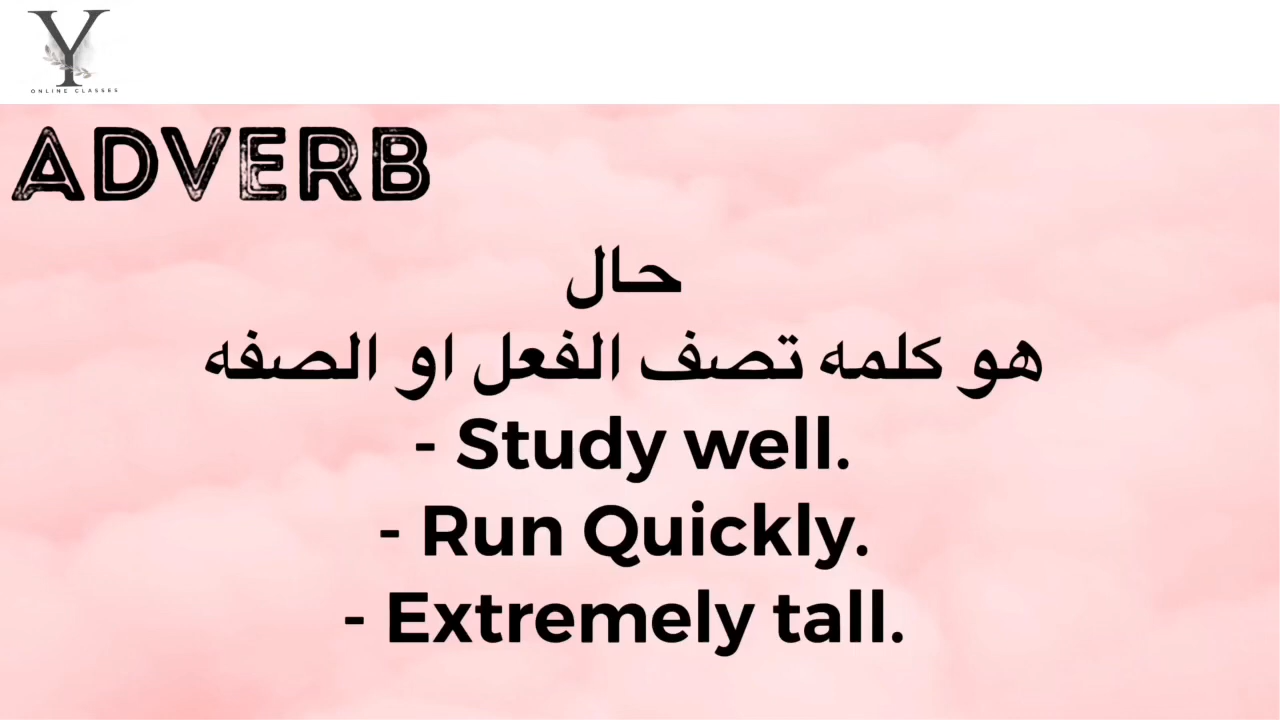 Y
ONLINE CLASSES
ADVERB
حال
هو كلمه تصف الفعل او الصفه
- Study well.
- Run Quickly.
- Extremely tall.